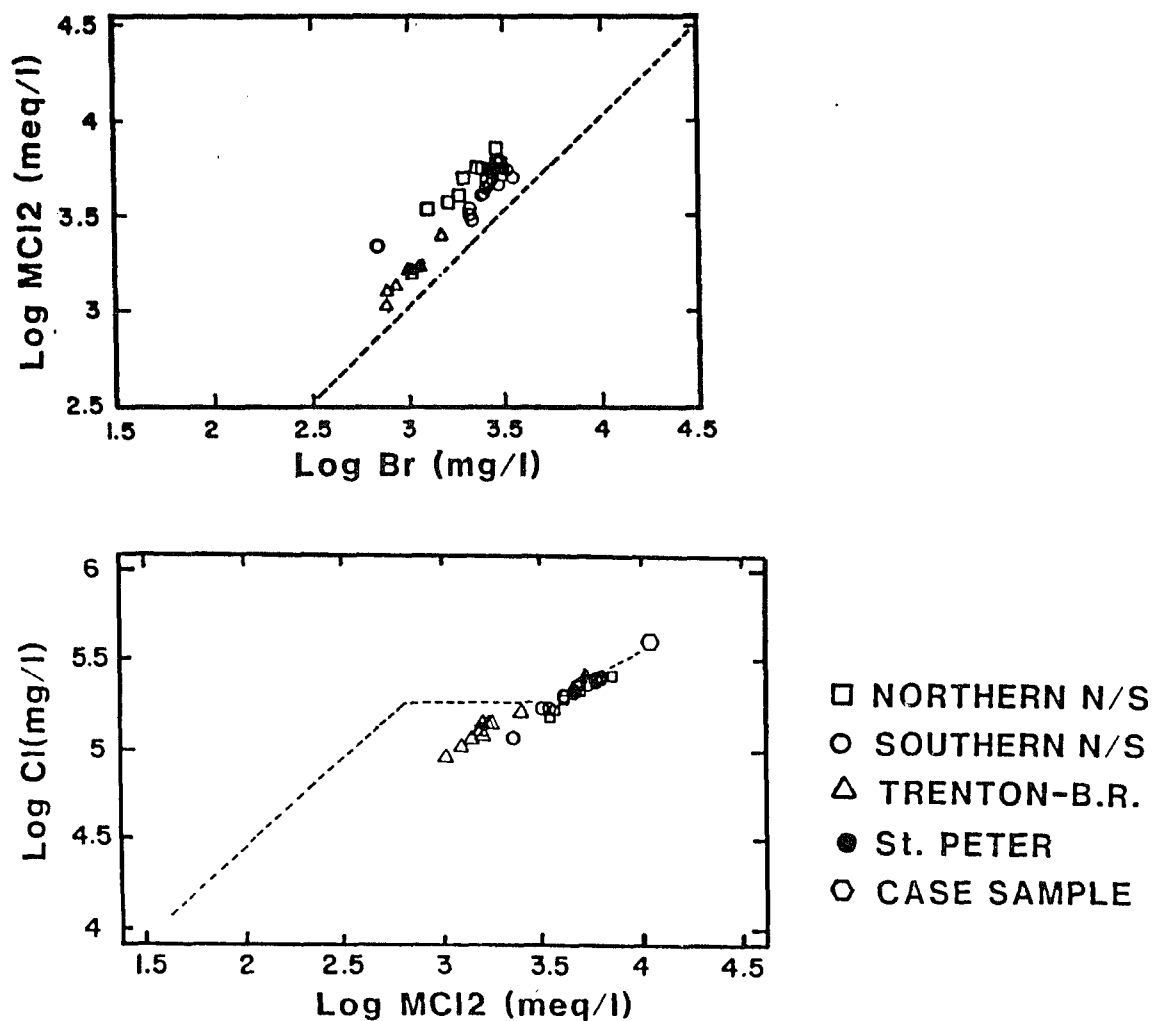 4.5
4
3.5
3
2.5
Log MCl2 (meq/l)
1.5 2 2.5 3 3.5 4 4.5
Log Br (mg/l)
6
5.5
5
4.5
4
Log Cl(mg/l)
1.5 2 2.5 3 3.5 4 4.5
Log MCl2 (meq/l)
NORTHERN N/S
SOUTHERN N/S
TRENTON-B.R.
St. PETER
CASE SAMPLE